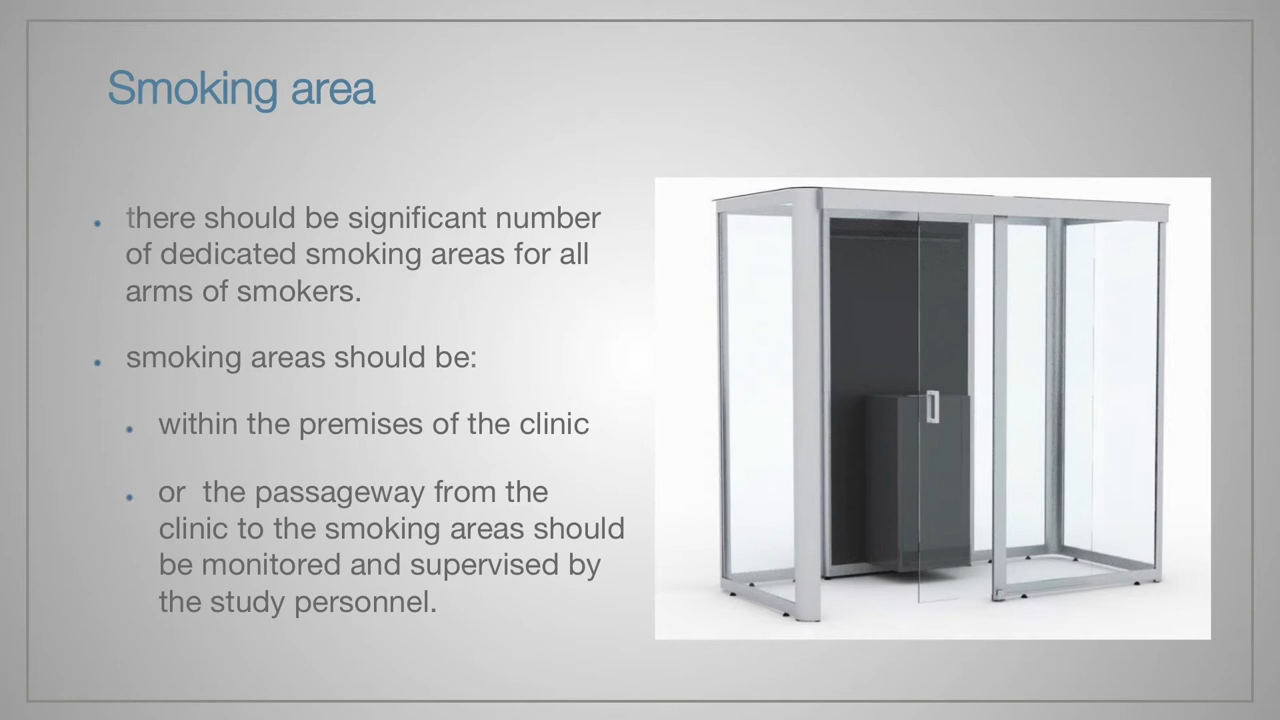 Smoking area
there should be significant number
of dedicated smoking areas for all
arms of smokers.
smoking areas should be:
within the premises of the clinic
or the passageway from the
clinic to the smoking areas should
be monitored and supervised by
the study personnel.